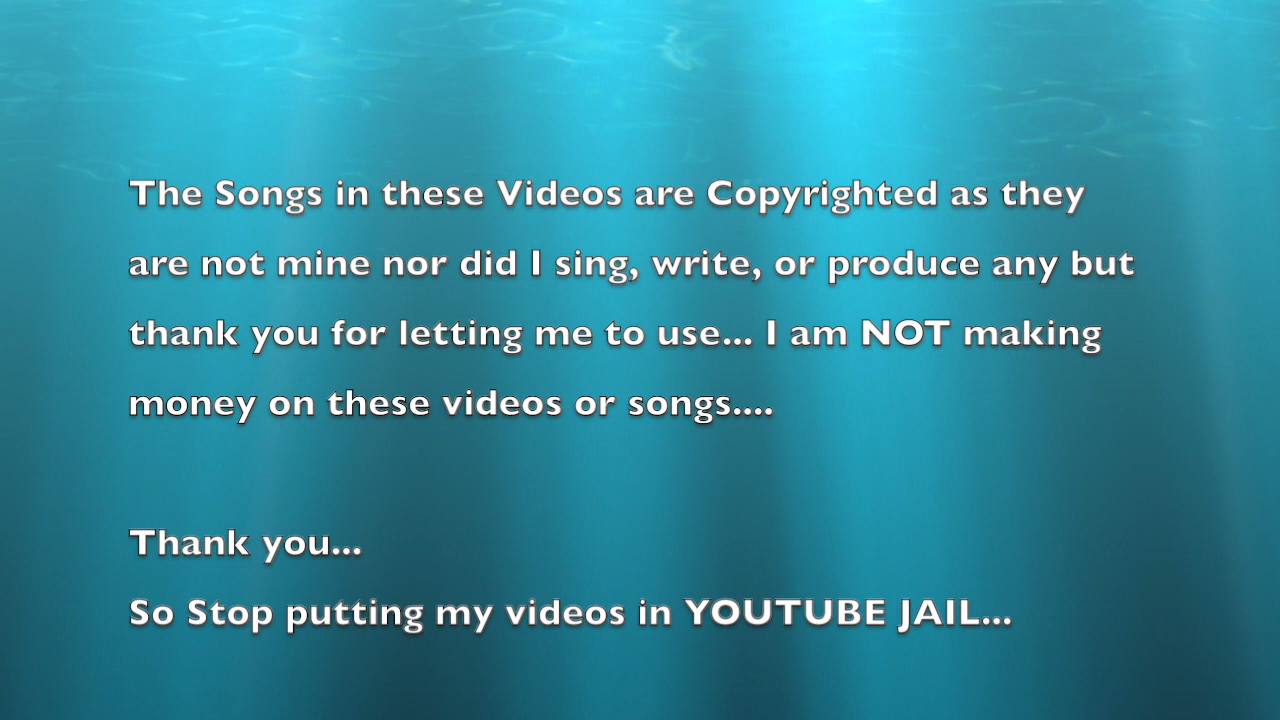 The Songs in these Videos are Copyrighted as they
are not mine nor did I sing, write, or produce any but
thank you for letting me to use... I am NOT making
money on these videos or songs....
Thank you...
So Stop putting my videos in YOUTUBE JAIL...